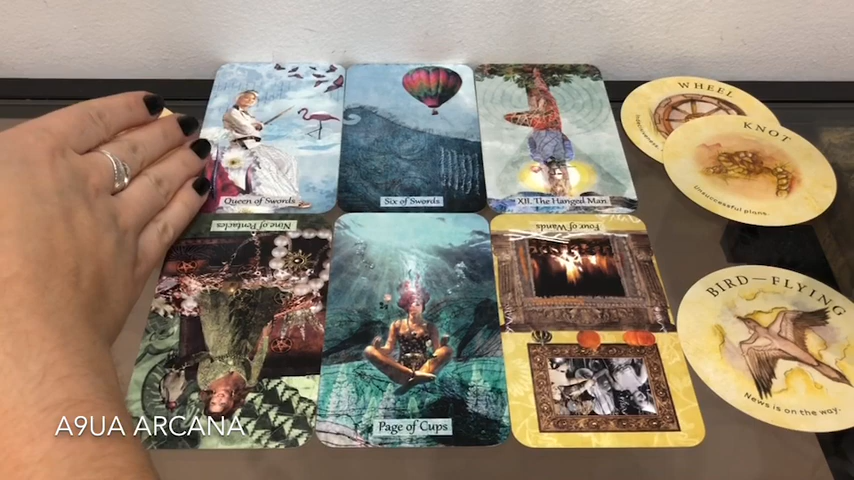 WHEEL
KNOT
Unsuccessful plans.
Queen of Swords
Six of Swords
XII. The Hanged Man
Nine of Pentacles
Four of Wands
BIRD—FLYING
News is on the way.
Page of Cups
A9UA ARCANA